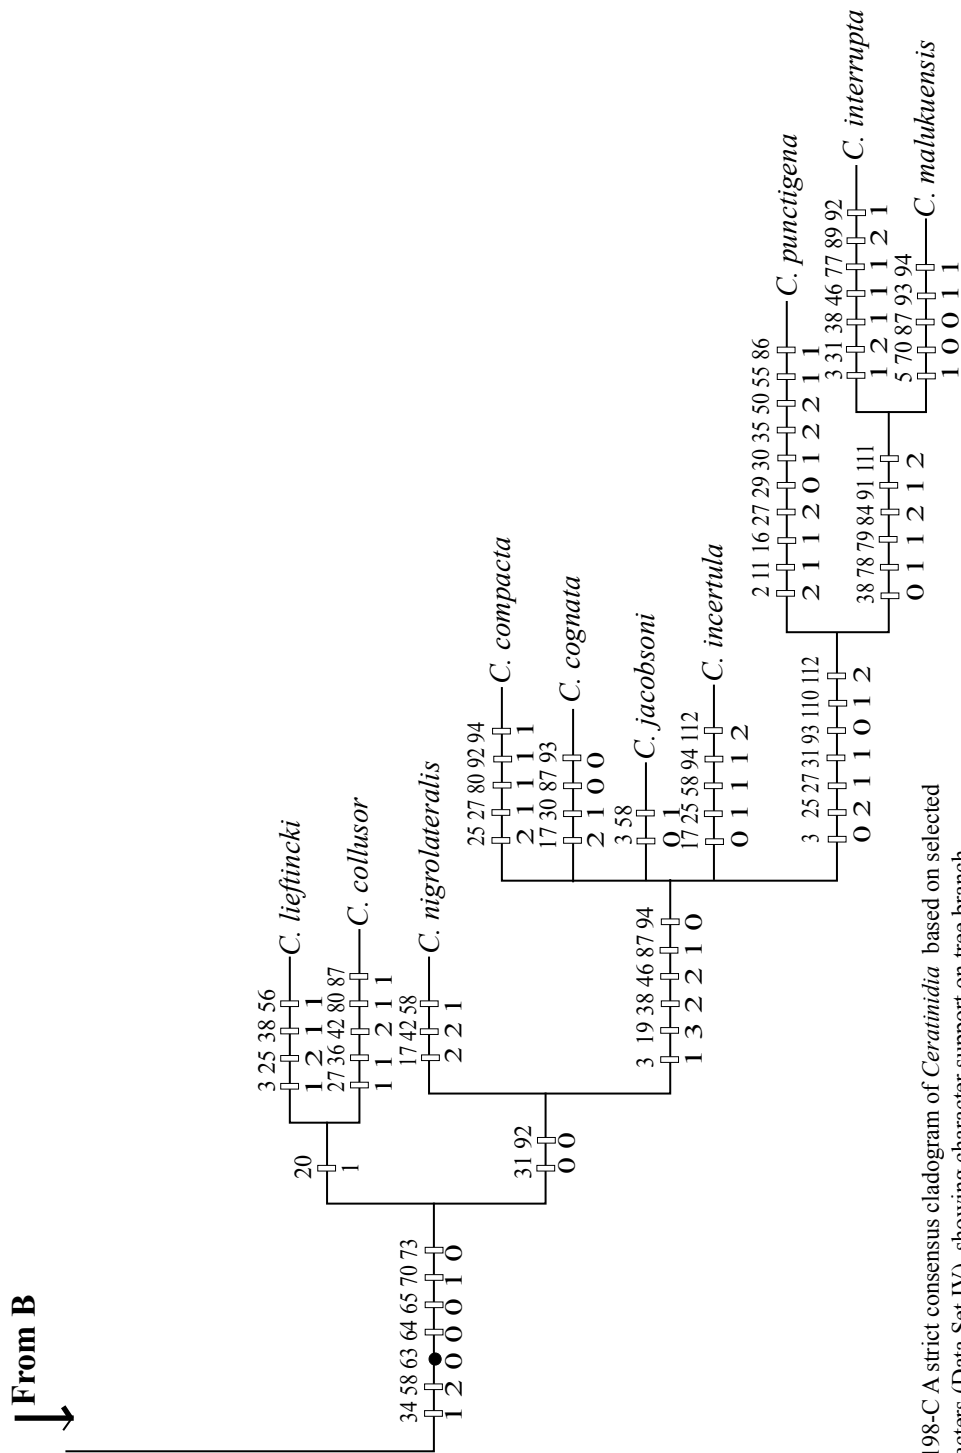 From B
34 58 63 64 65 70 73
1 2 0 0 0 1 0
20
1
3 25 38 56
1 2 1 1
C. lieftincki
27 36 42 80 87
1 1 2 1 1
C. collusor
31 92
0 0
17 42 58
2 2 1
C. nigrolateralis
3 19 38 46 87 94
1 3 2 2 1 0
25 27 80 92 94
2 1 1 1 1
C. compacta
17 30 87 93
2 1 0 0
C. cognata
3 58
0 1
C. jacobsoni
17 25 58 94 112
0 1 1 1 2
C. incertula
3 25 27 31 93 110 112
0 2 1 1 0 1 2
2 11 16 27 29 30 35 50 55 86
2 1 1 2 0 1 2 2 1 1
C. punctigena
38 78 79 84 91 111
0 1 1 2 1 2
3 31 38 46 77 89 92
1 2 1 1 1 2 1
C. interrupta
5 70 87 93 94
1 0 0 1 1
C. malukuensis
198-C A strict consensus cladogram of Ceratinidia based on selected
(Data Set IV), showing character support on tree branch